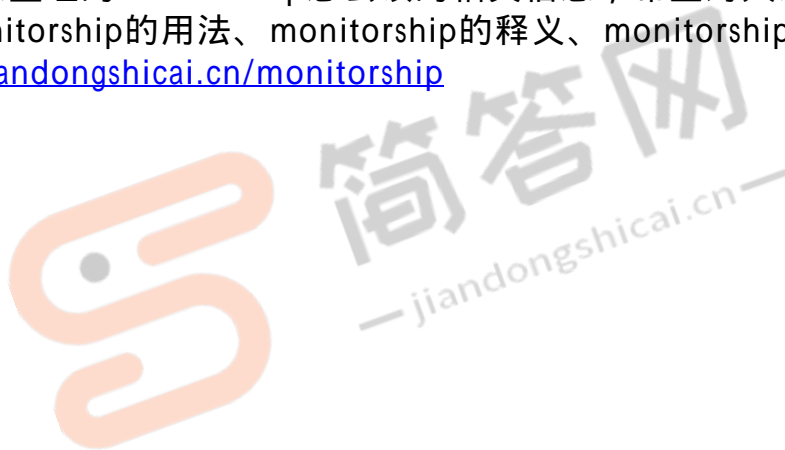 nitorship的用法、monitorship的释义、monitorship
andongshicai.cn/monitorship
简答网
jiandongshicai.cn